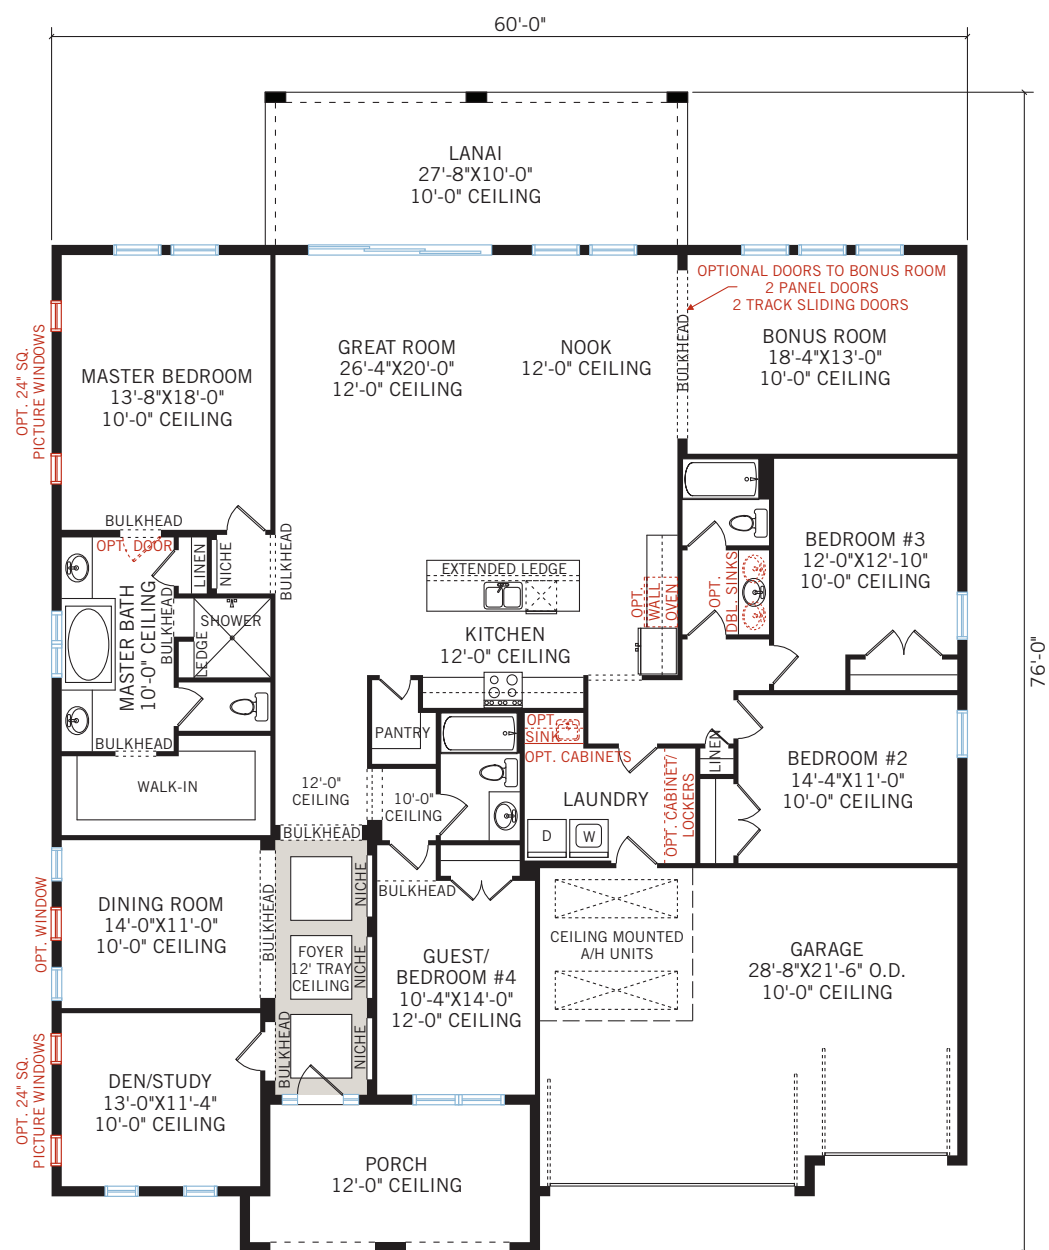 60'-0"
LANAI
27'-8"X10'-0"
10'-0" CEILING
OPTIONAL DOORS TO BONUS ROOM
2 PANEL DOORS
2 TRACK SLIDING DOORS
BONUS ROOM
18'-4"X13'-0"
10'-0" CEILING
BULKHEAD
GREAT ROOM
26'-4"X20'-0"
12'-0" CEILING
NOOK
12'-0" CEILING
OPT. 24" SQ.
PICTURE WINDOWS
MASTER BEDROOM
13'-8"X18'-0"
10'-0" CEILING
BULKHEAD
OPT. DOOR
LINEN
NICHE
BULKHEAD
MASTER BATH
10'-0" CEILING
BULKHEAD
LEDGE
SHOWER
BULKHEAD
WALK-IN
EXTENDED LEDGE
KITCHEN
12'-0" CEILING
OPT.
WALL
OVEN
OPT.
DBL. SINKS
BEDROOM #3
12'-0"X12'-10"
10'-0" CEILING
76'-0"
PANTRY
OPT.
SINK
OPT. CABINETS
LAUNDRY
D
W
OPT. CABINET/
LOCKERS
LINEN
BEDROOM #2
14'-4"X11'-0"
10'-0" CEILING
12'-0"
CEILING
10'-0"
CEILING
BULKHEAD
BULKHEAD
OPT. WINDOW
DINING ROOM
14'-0"X11'-0"
10'-0" CEILING
BULKHEAD
NICHE
FOYER
12' TRAY
CEILING
NICHE
NICHE
BULKHEAD
GUEST/
BEDROOM #4
10'-4"X14'-0"
12'-0" CEILING
CEILING MOUNTED
A/H UNITS
GARAGE
28'-8"X21'-6" O.D.
10'-0" CEILING
OPT. 24" SQ.
PICTURE WINDOWS
DEN/STUDY
13'-0"X11'-4"
10'-0" CEILING
PORCH
12'-0" CEILING